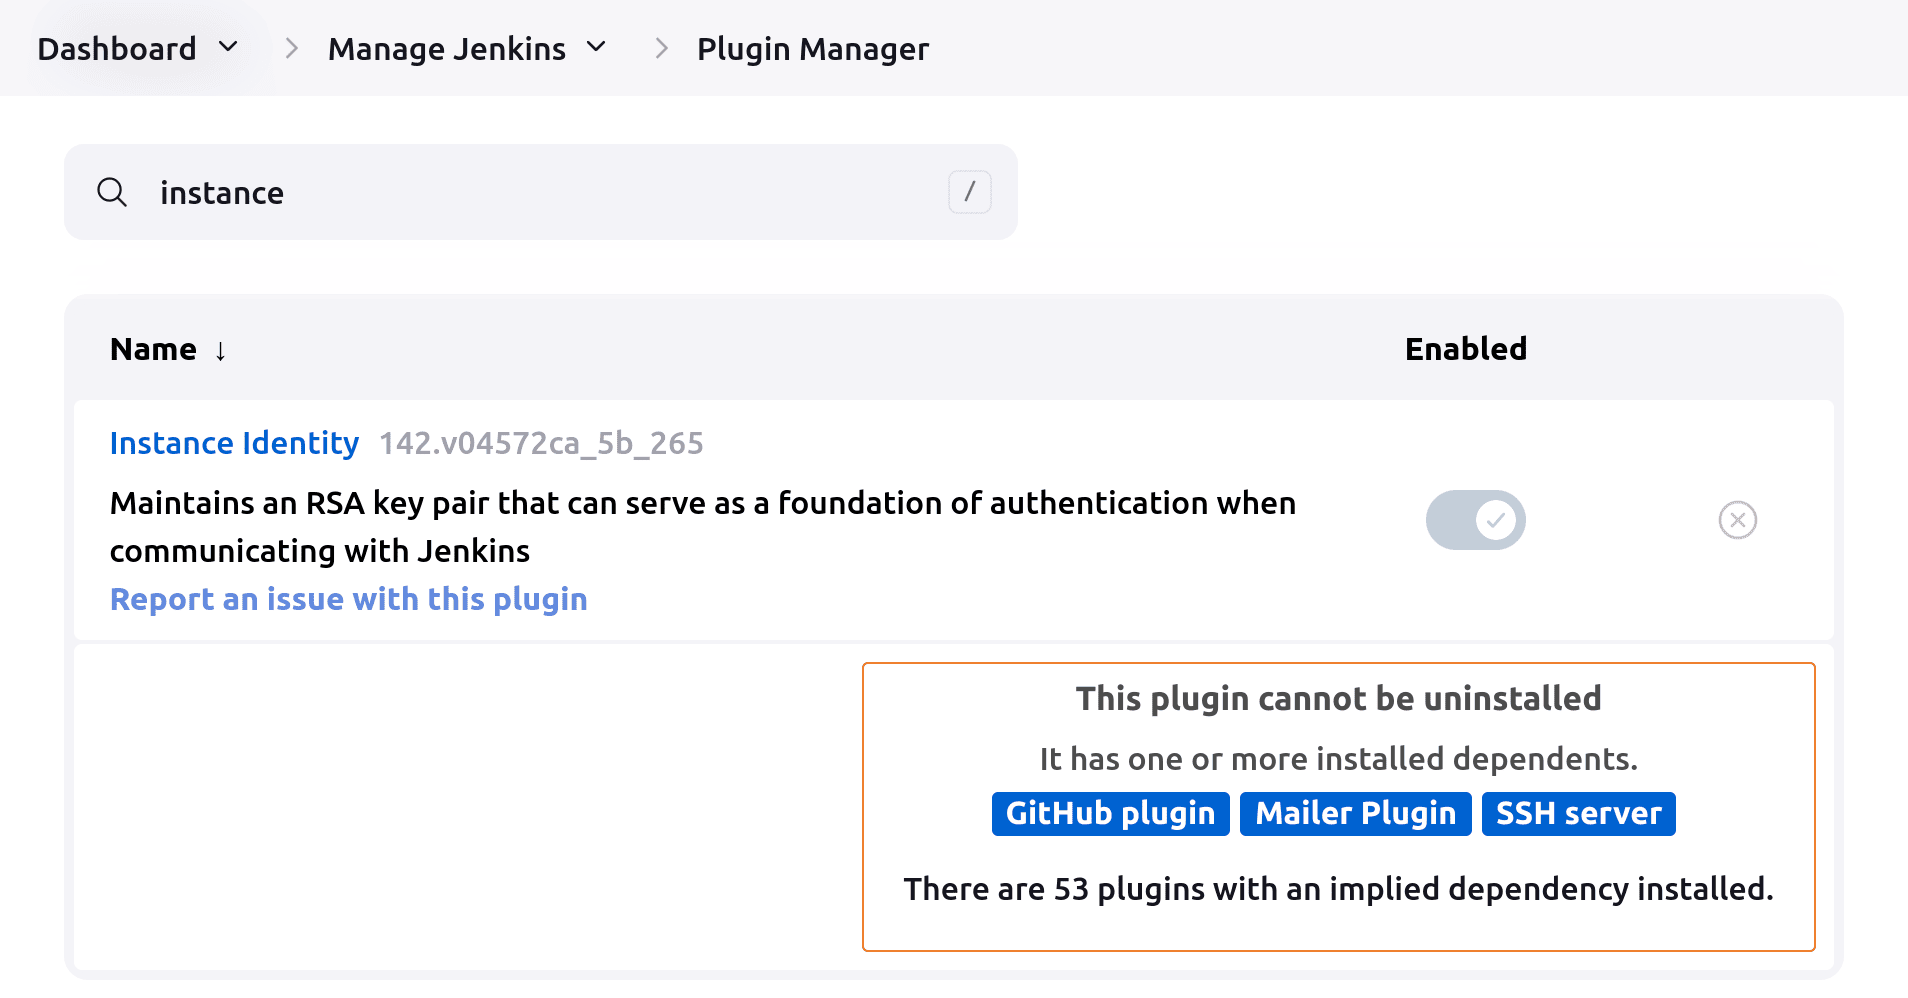 Dashboard Manage Jenkins Plugin Manager
instance /
Name ↓ Enabled
Instance Identity 142.v04572ca_5b_265
Maintains an RSA key pair that can serve as a foundation of authentication when
communicating with Jenkins
Report an issue with this plugin
This plugin cannot be uninstalled
It has one or more installed dependents.
GitHub plugin Mailer Plugin SSH server
There are 53 plugins with an implied dependency installed.